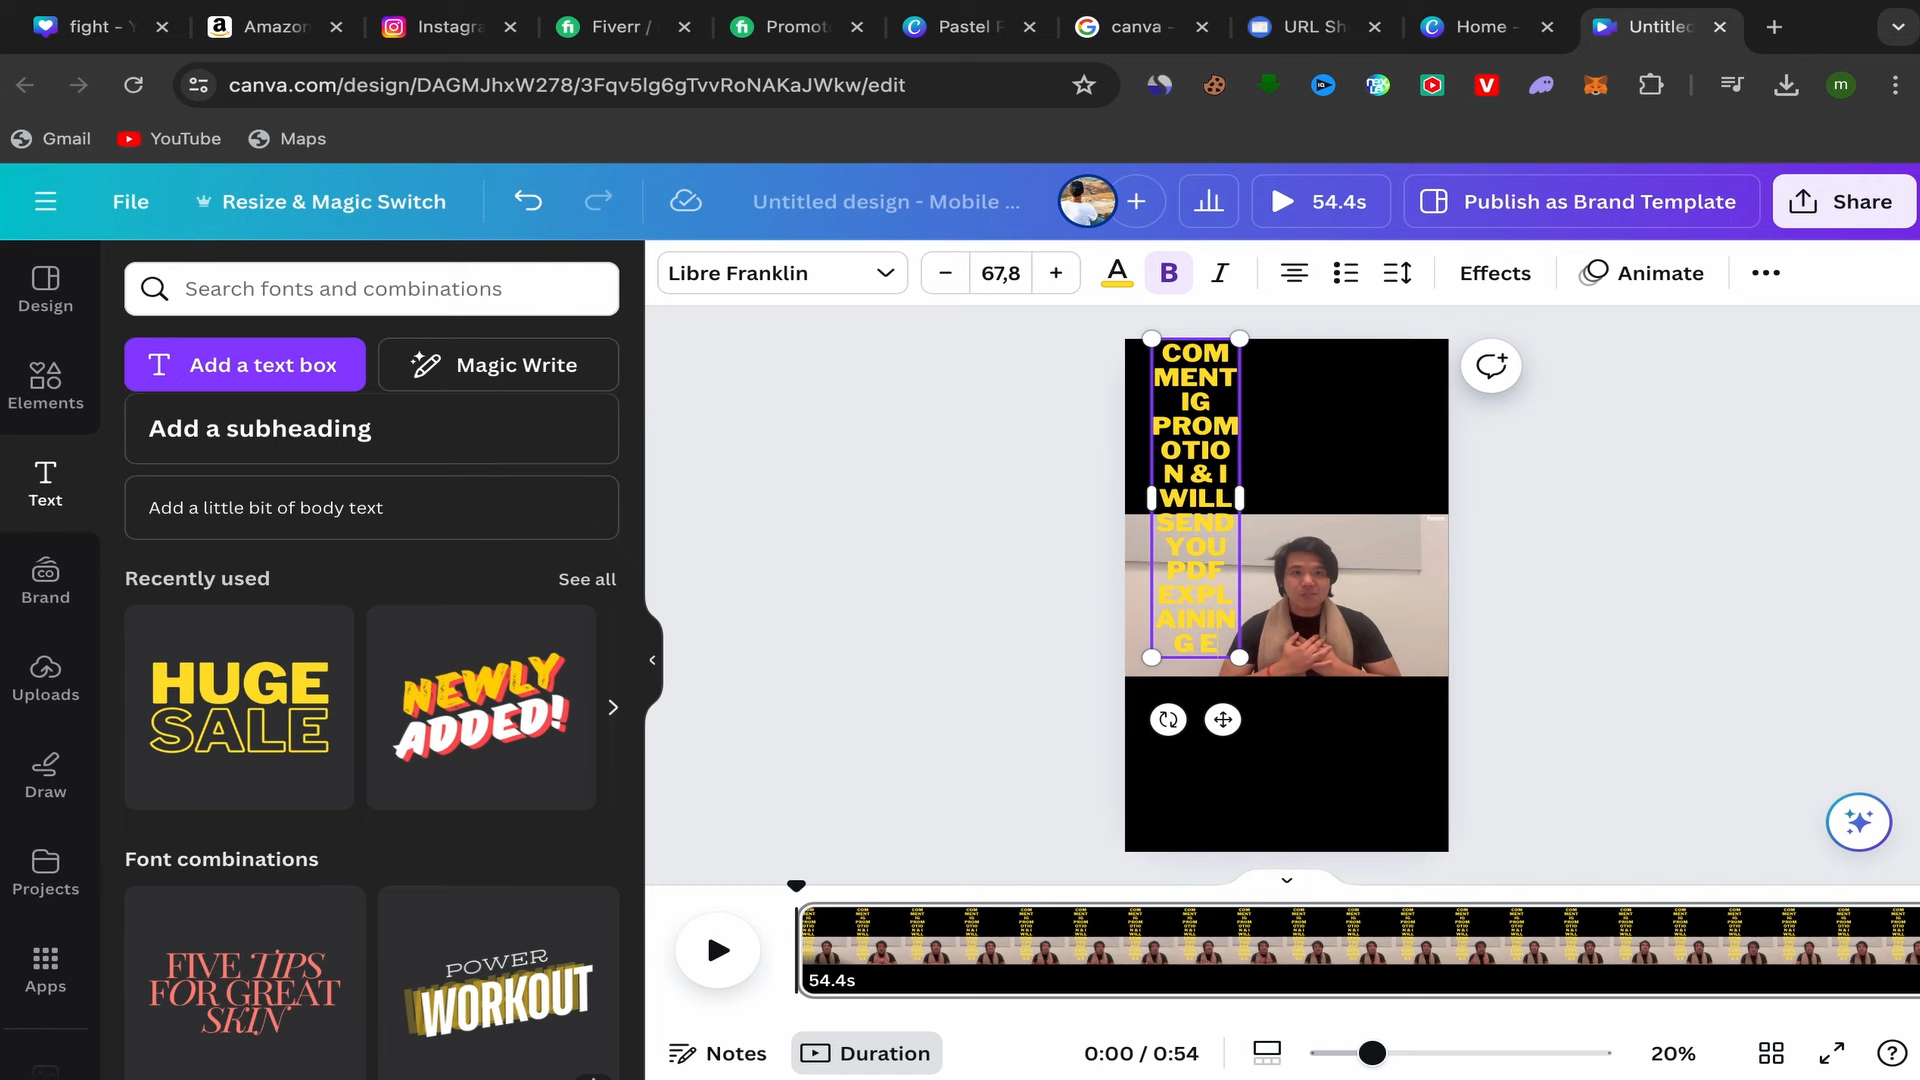 fight - Y
Amazon
Instagra
Fiverr /
Promot
Pastel F
canva -
URL Sh
Home -
Untitled
canva.com/design/DAGMJhxW278/3Fqv5lg6gTvvRoNAKaJWkw/edit
m
Gmail
YouTube
Maps
File
Resize & Magic Switch
Untitled design - Mobile ...
54.4s
Publish as Brand Template
Share
Design
Elements
Text
Brand
Uploads
Draw
Projects
Apps
Search fonts and combinations
Add a text box
Magic Write
Add a subheading
Add a little bit of body text
Recently used
See all
HUGE
SALE
NEWLY
ADDED!
Font combinations
FIVE TIPS
FOR GREAT
SKIN
POWER
WORKOUT
Libre Franklin
67,8
A
B
I
Effects
Animate
COM
MENT
IG
PROM
OTIO
N & I
WILL
SEND
YOU
PDF
EXPL
AININ
G E
54.4s
Notes
Duration
0:00 / 0:54
20%